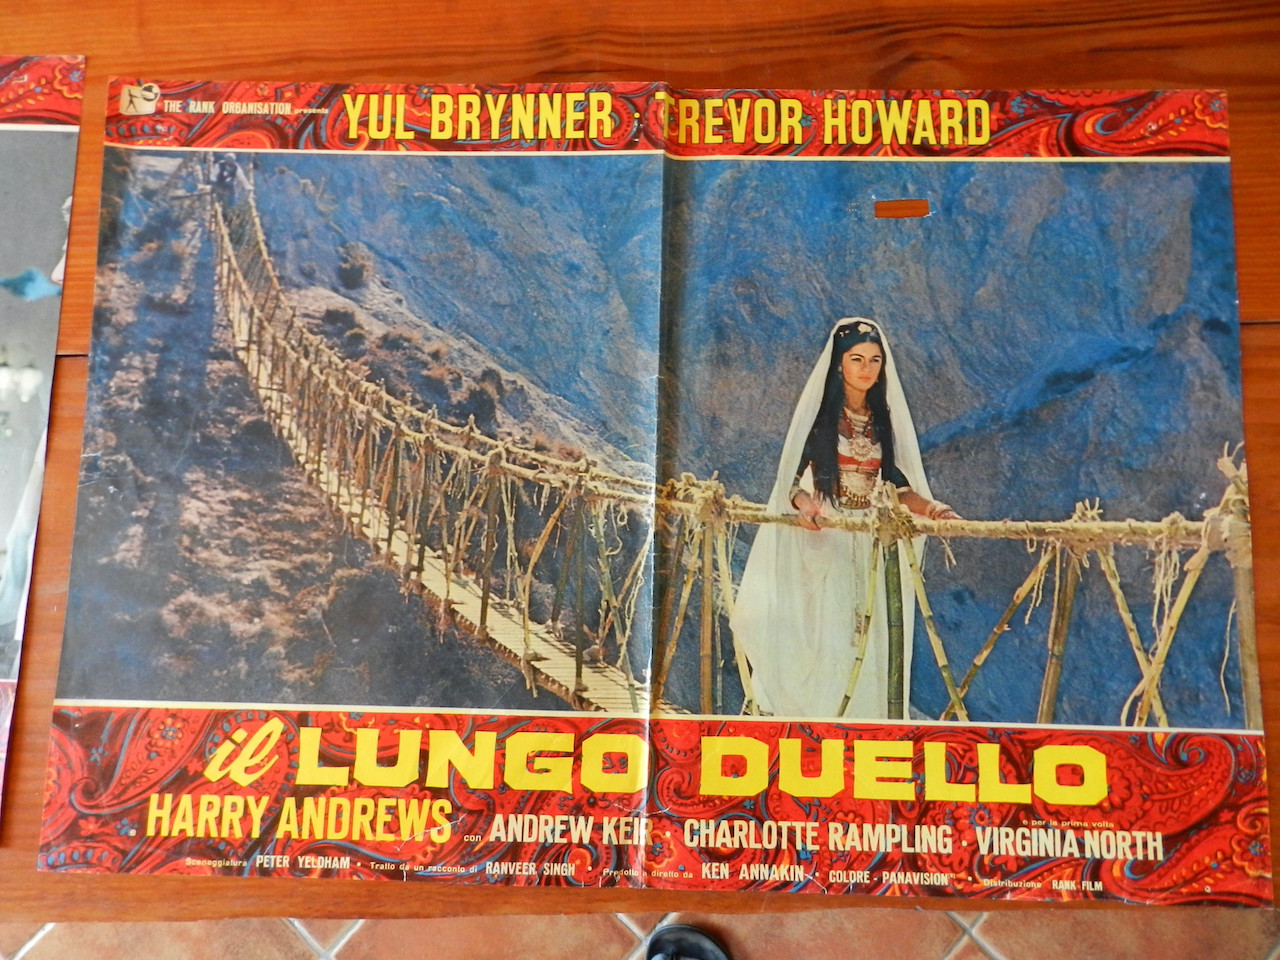 THE RANK ORGANISATION presenta YUL BRYNNER · TREVOR HOWARD
il LUNGO DUELLO
HARRY ANDREWS con ANDREW KEIR · CHARLOTTE RAMPLING · e per la prima volta VIRGINIA NORTH
Sceneggiatura PETER YELDHAM · Tratto da un racconto di RANVEER SINGH · Prodotto e diretto da KEN ANNAKIN · COLORE - PANAVISION · Distribuzione RANK FILM